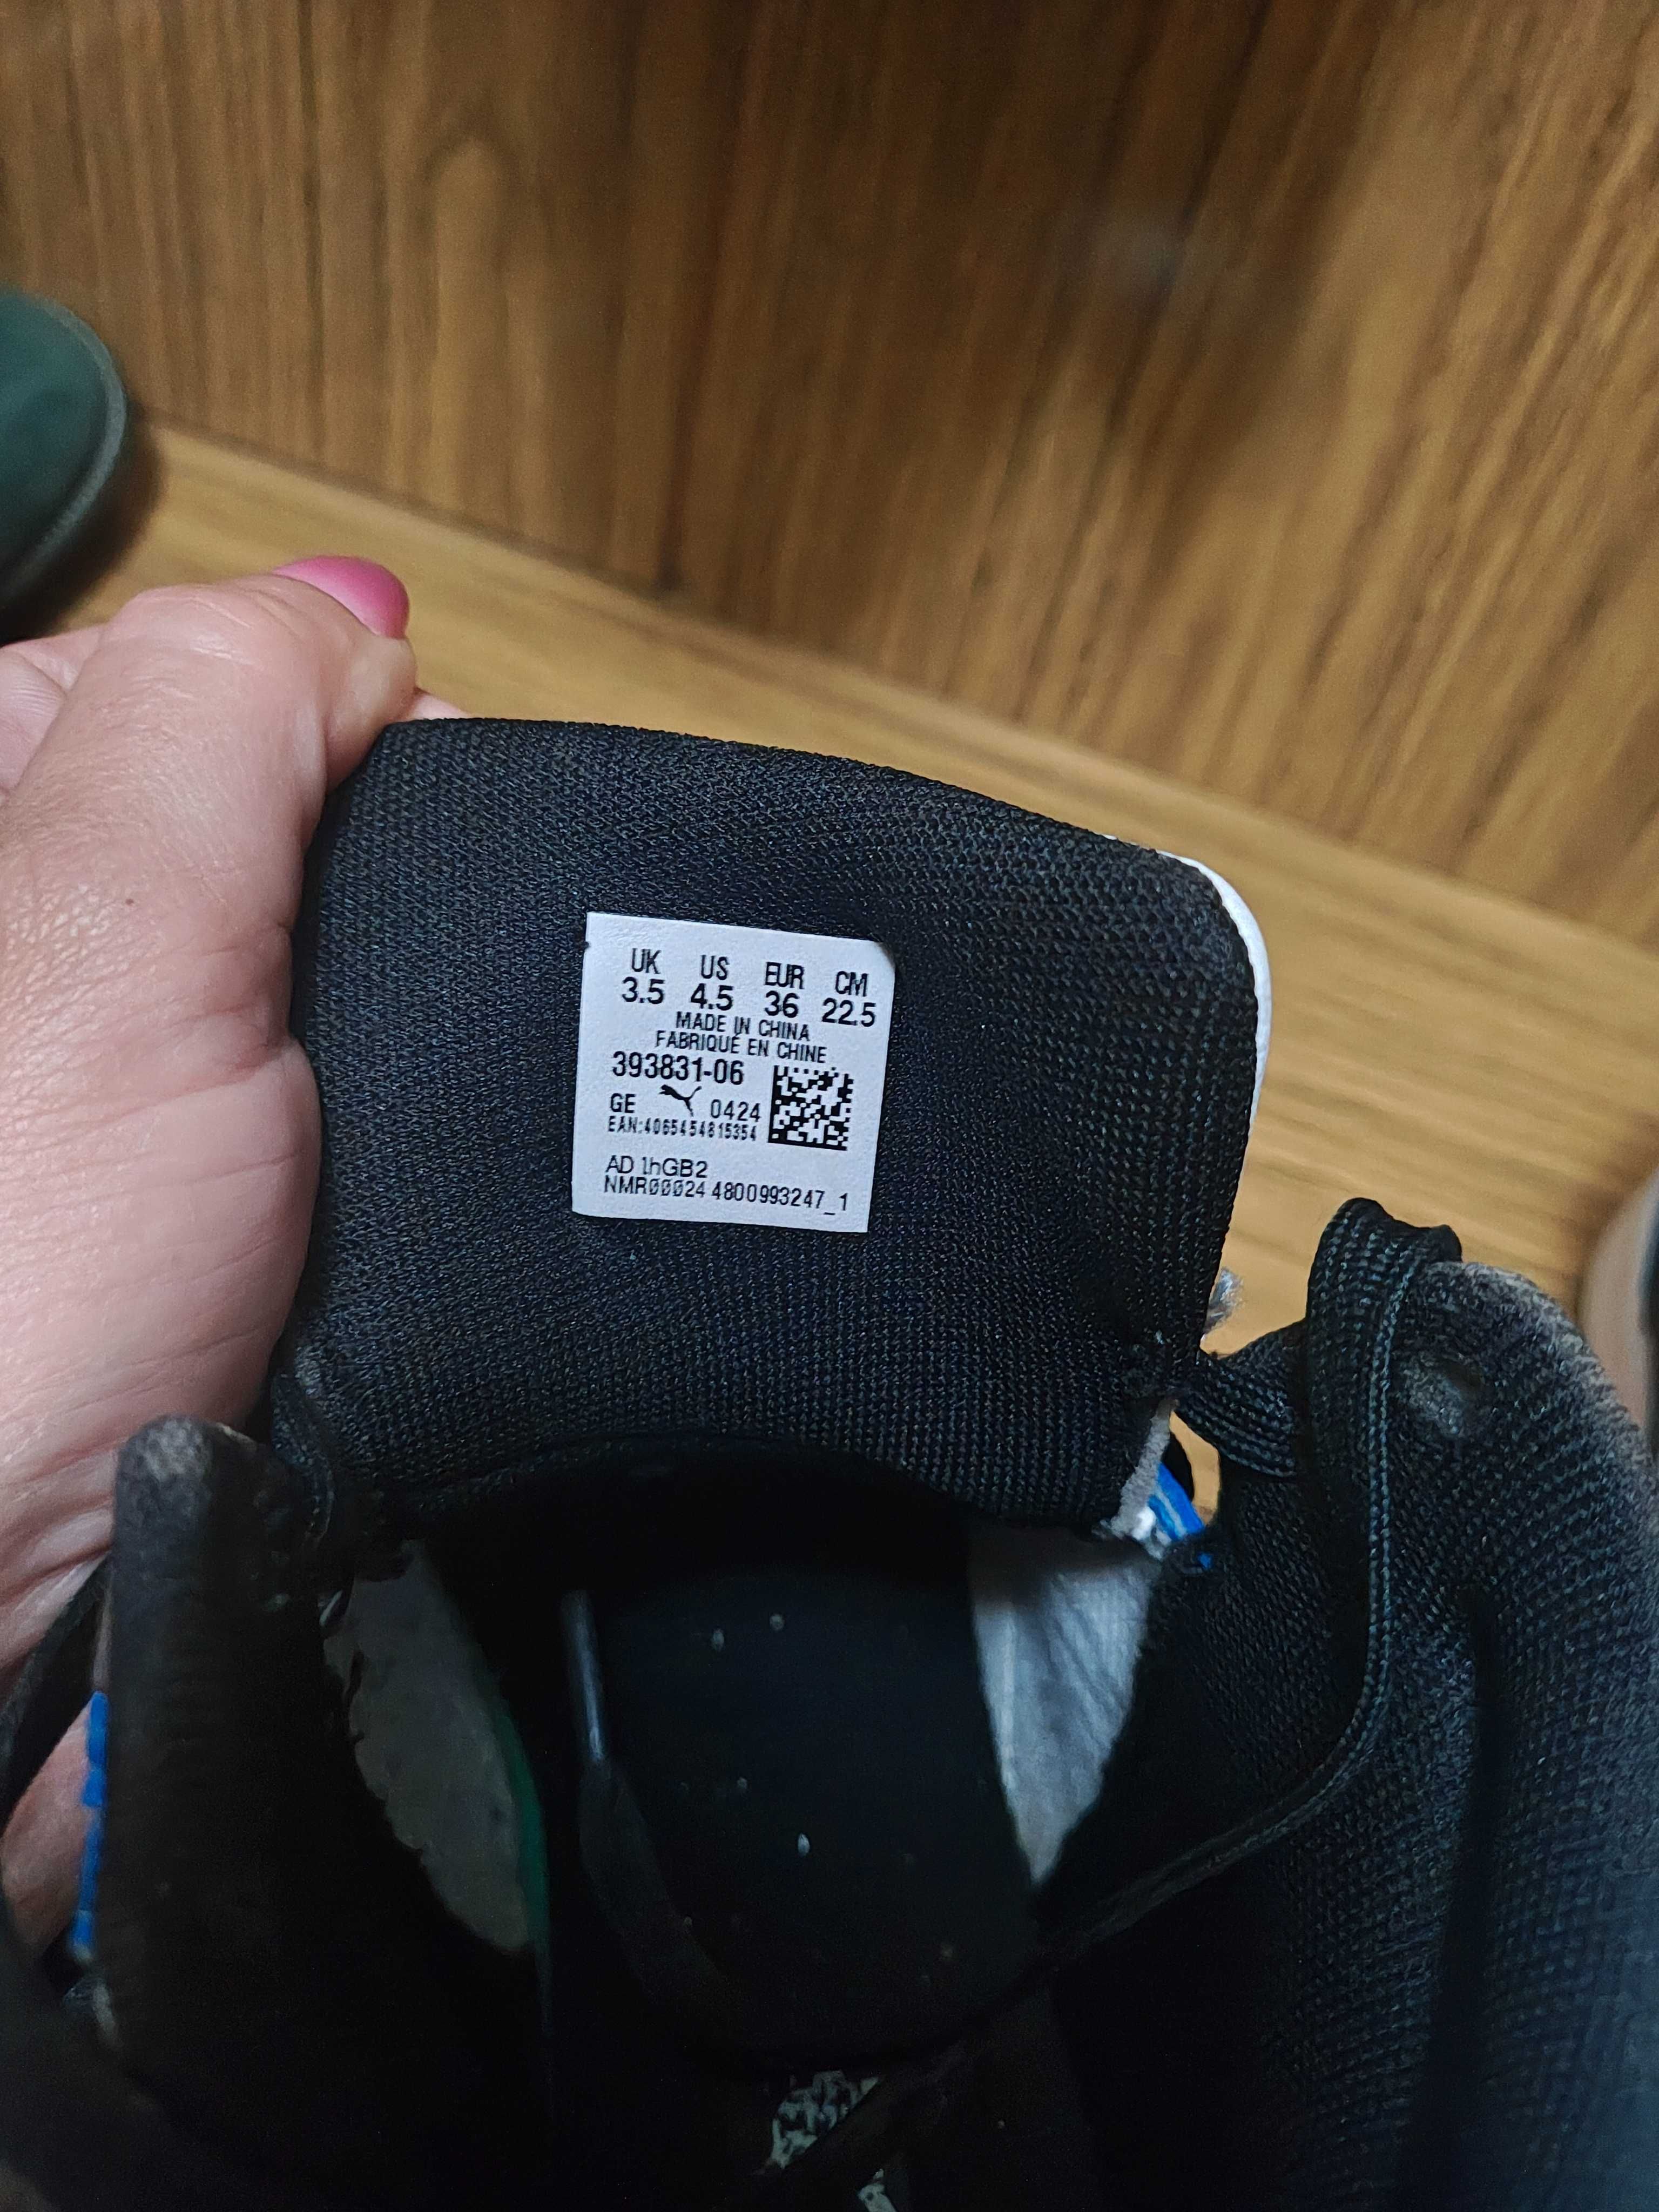 UK US EUR CM
3.5 4.5 36 22.5
MADE IN CHINA
FABRIQUÉ EN CHINE
393831-06
GE 0424
EAN:4065454815354
AD 1hGB2
NMR00024 4800993247_1